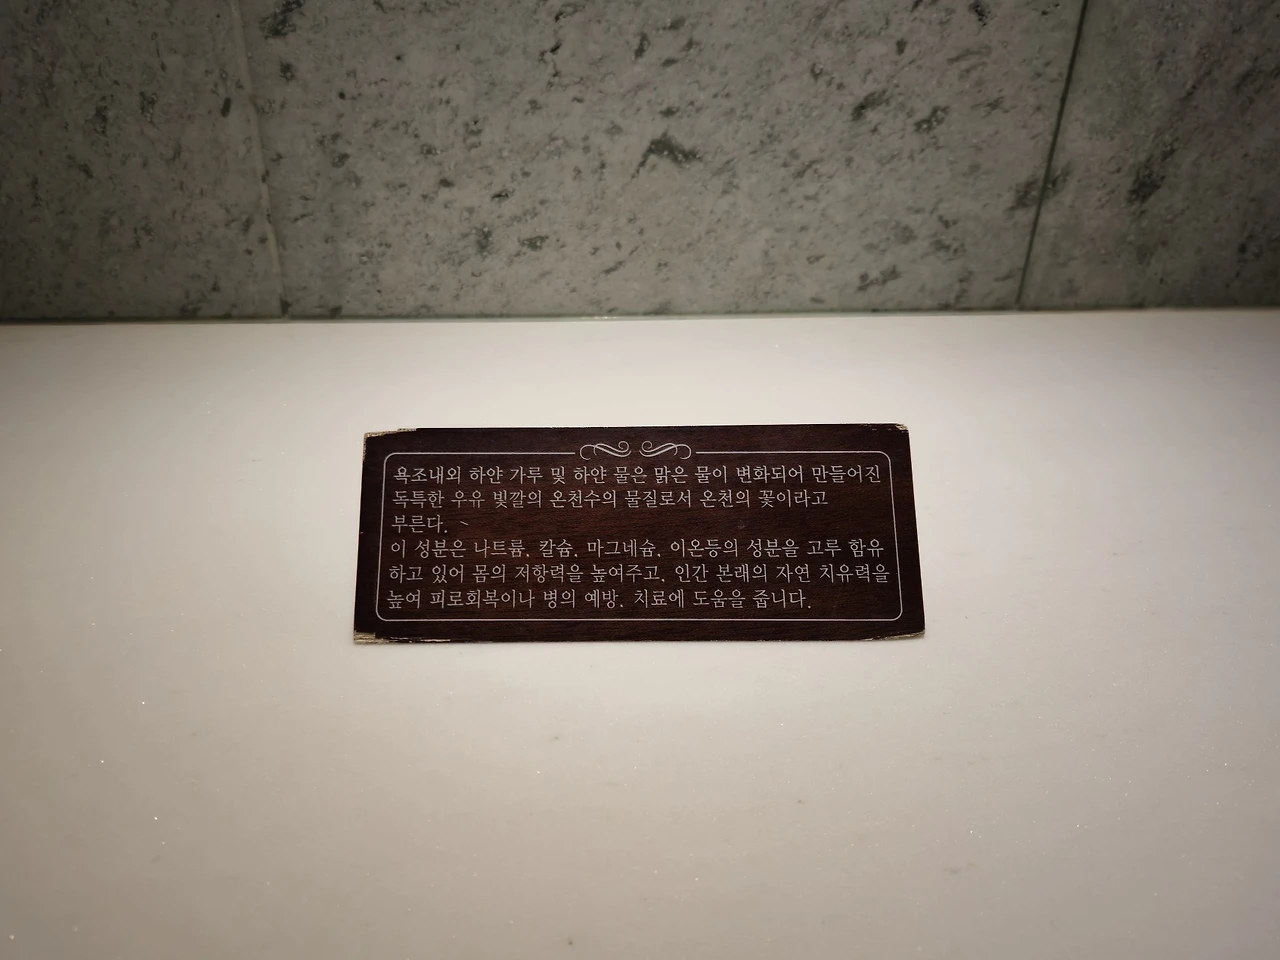 욕조내외 하얀 가루 및 하얀 물은 맑은 물이 변화되어 만들어진
독특한 우유 빛깔의 온천수의 물질로서 온천의 꽃이라고
부른다.
이 성분은 나트륨, 칼슘, 마그네슘, 이온등의 성분을 고루 함유
하고 있어 몸의 저항력을 높여주고, 인간 본래의 자연 치유력을
높여 피로회복이나 병의 예방, 치료에 도움을 줍니다.